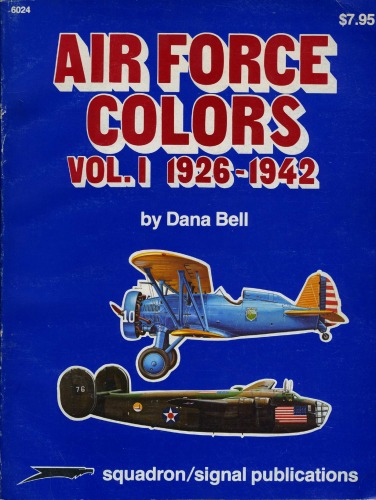 6024
$7.95
AIR FORCE
COLORS
VOL. I 1926-1942
by Dana Bell
10
76
squadron/signal publications